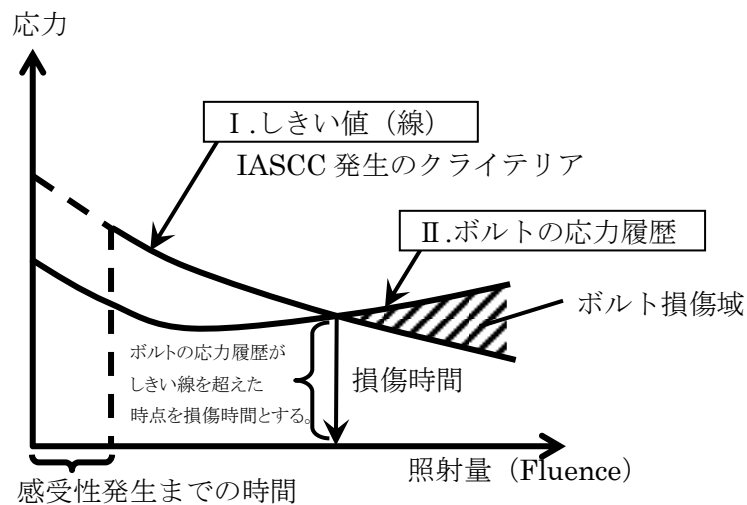 応力
Ⅰ.しきい値（線）
IASCC 発生のクライテリア
Ⅱ.ボルトの応力履歴
ボルト損傷域
ボルトの応力履歴が
しきい線を超えた
時点を損傷時間とする。
損傷時間
照射量（Fluence）
感受性発生までの時間